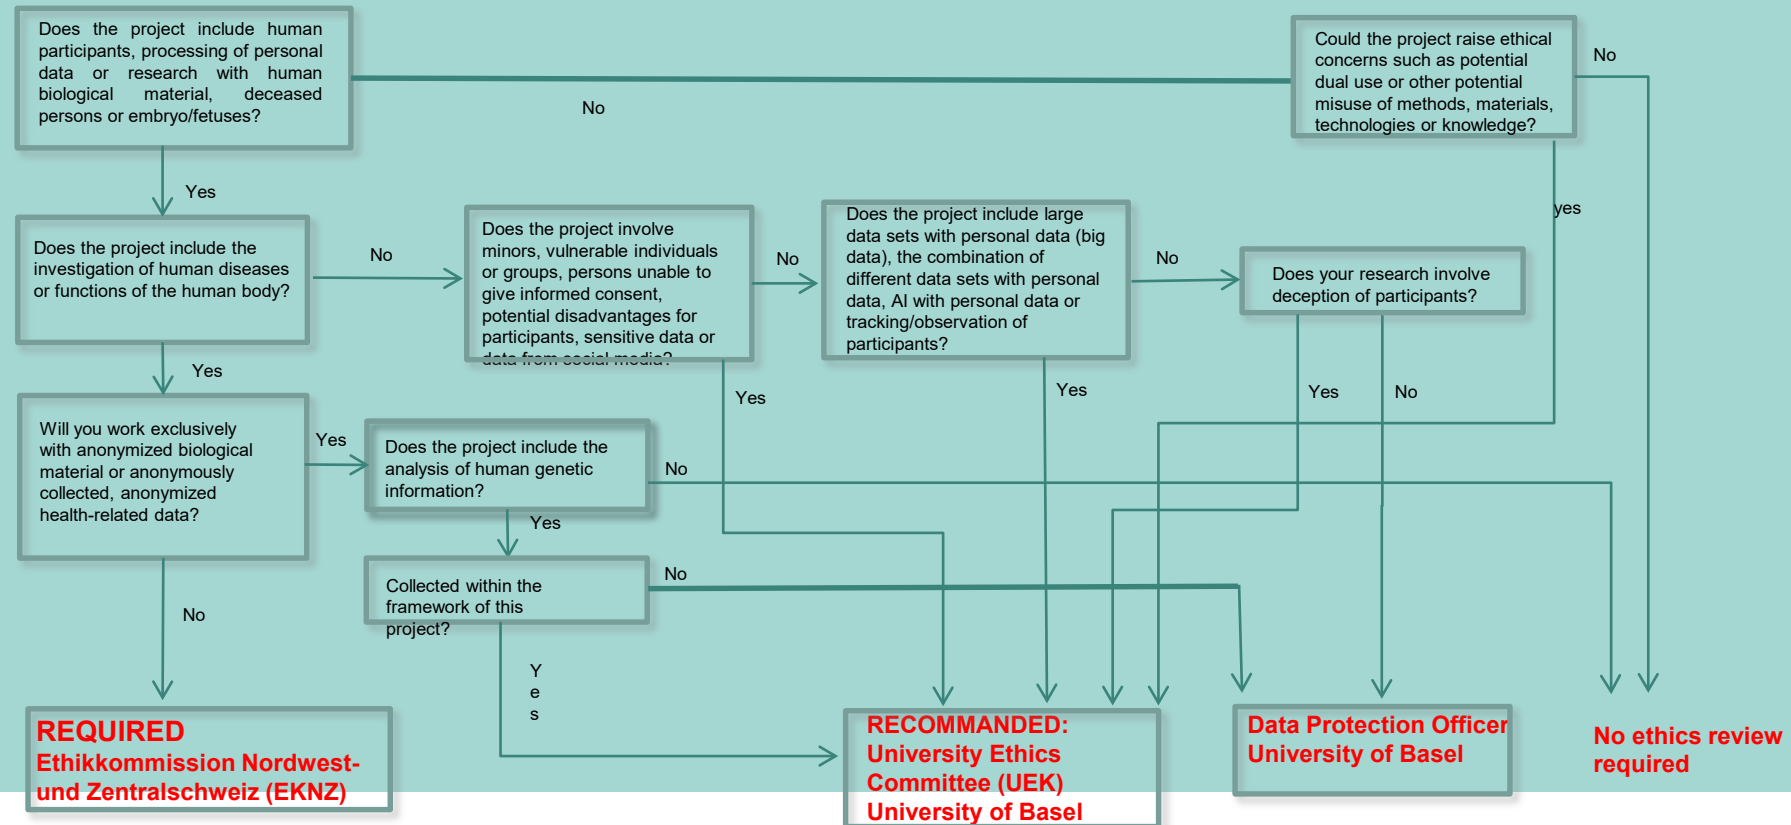 Does the project include human
participants, processing of personal
data or research with human
biological material, deceased
persons or embryo/fetuses?
No
Could the project raise ethical
concerns such as potential
dual use or other potential
misuse of methods, materials,
technologies or knowledge?
No
Yes
yes
Does the project include the
investigation of human diseases
or functions of the human body?
No
Does the project involve
minors, vulnerable individuals
or groups, persons unable to
give informed consent,
potential disadvantages for
participants, sensitive data or
data from social media?
No
Does the project include large
data sets with personal data (big
data), the combination of
different data sets with personal
data, AI with personal data or
tracking/observation of
participants?
No
Does your research involve
deception of participants?
Yes
Yes
Yes
Yes
No
Will you work exclusively
with anonymized biological
material or anonymously
collected, anonymized
health-related data?
Yes
Does the project include the
analysis of human genetic
information?
No
Yes
Collected within the
framework of this
project?
No
No
Y
e
s
REQUIRED
Ethikkommission Nordwest-
und Zentralschweiz (EKNZ)
RECOMMANDED:
University Ethics
Committee (UEK)
University of Basel
Data Protection Officer
University of Basel
No ethics review
required